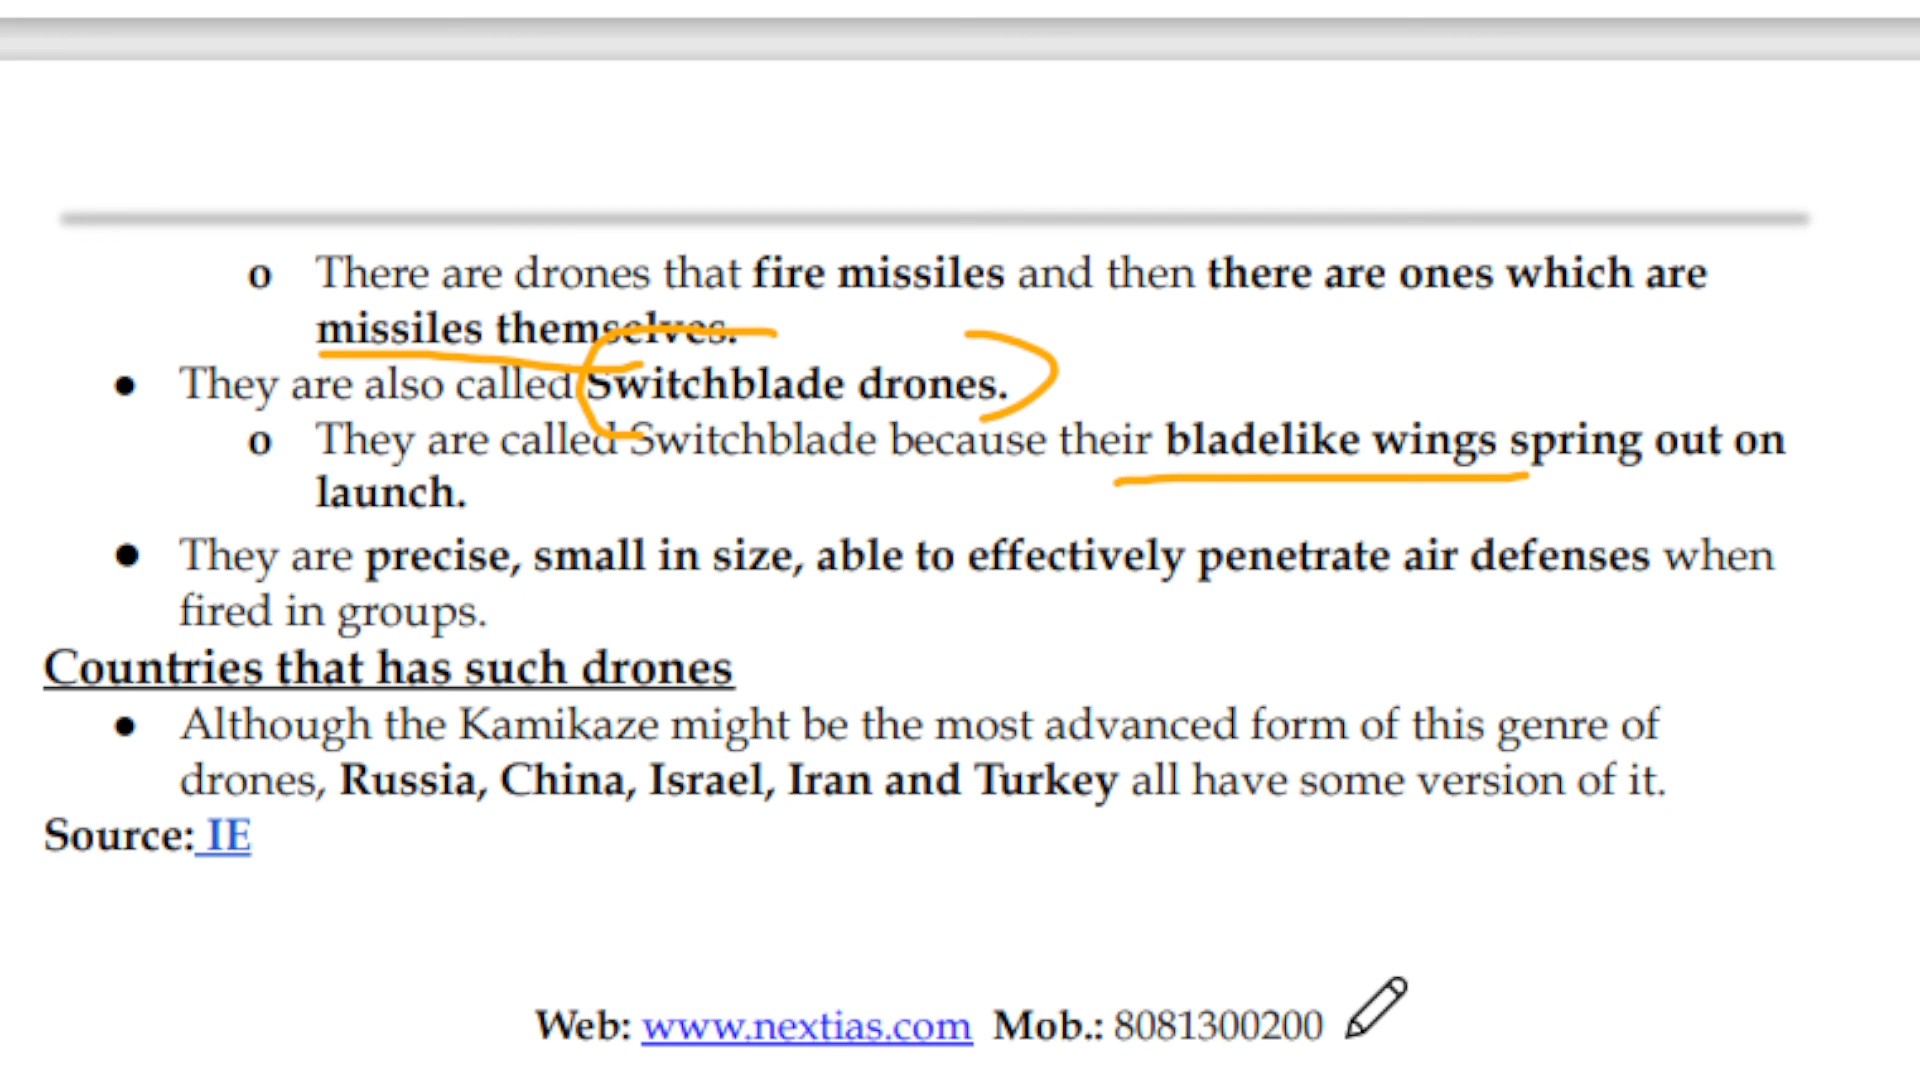 o There are drones that fire missiles and then there are ones which are
missiles themselves.
● They are also called Switchblade drones.
o They are called Switchblade because their bladelike wings spring out on
launch.
● They are precise, small in size, able to effectively penetrate air defenses when
fired in groups.
Countries that has such drones
● Although the Kamikaze might be the most advanced form of this genre of
drones, Russia, China, Israel, Iran and Turkey all have some version of it.
Source: IE
Web: www.nextias.com Mob.: 8081300200